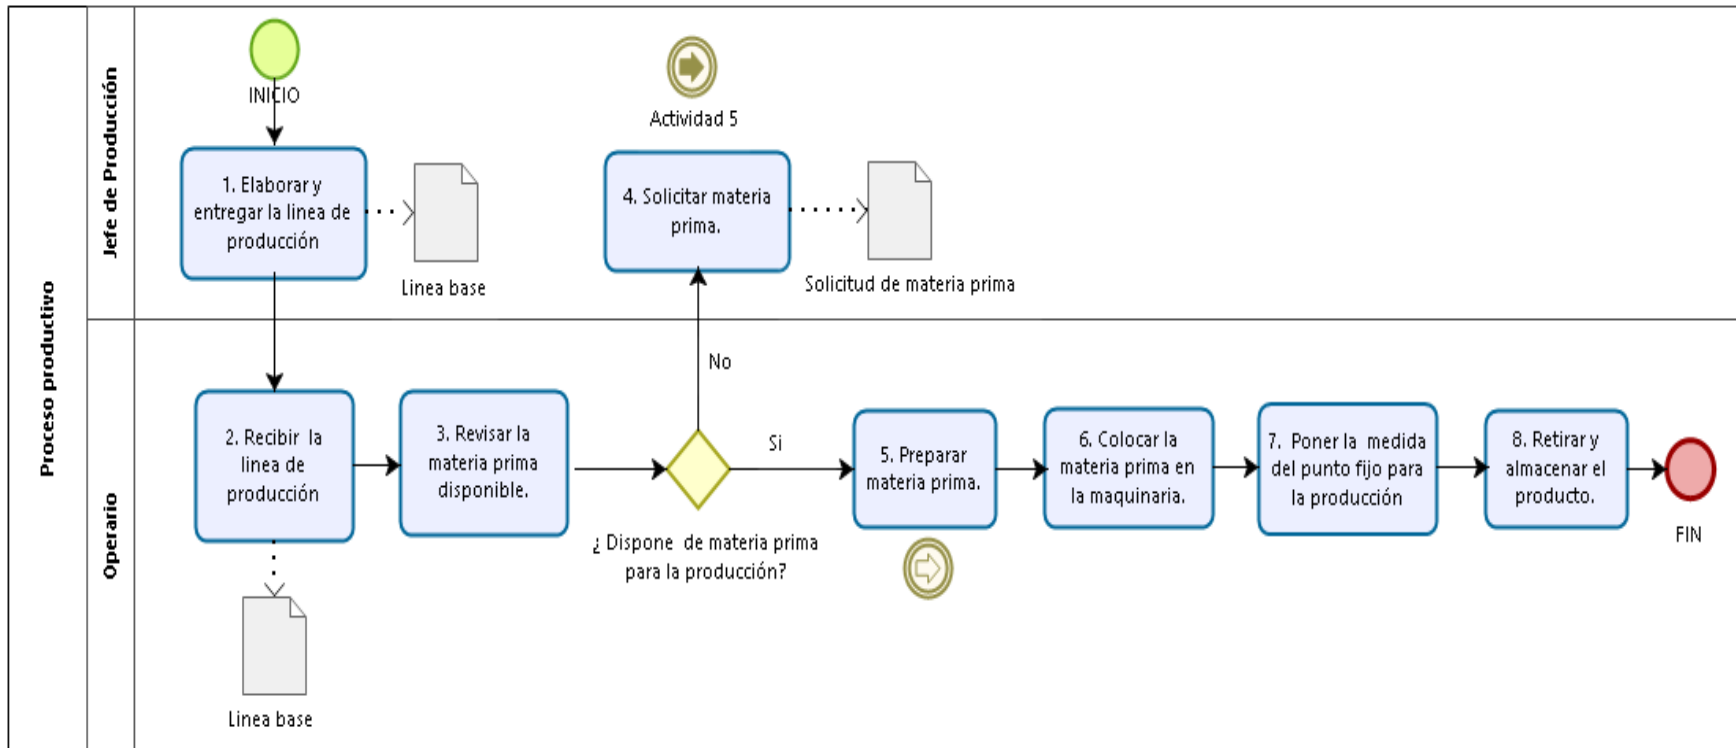 Proceso productivo
Jefe de Producción
INICIO
1. Elaborar y
entregar la linea de
producción
Linea base
Actividad 5
4. Solicitar materia
prima.
Solicitud de materia prima
No
Operario
2. Recibir la
linea de
producción
Linea base
3. Revisar la
materia prima
disponible.
¿ Dispone de materia prima
para la producción?
Si
5. Preparar
materia prima.
6. Colocar la
materia prima en
la maquinaria.
7. Poner la medida
del punto fijo para
la producción
8. Retirar y
almacenar el
producto.
FIN